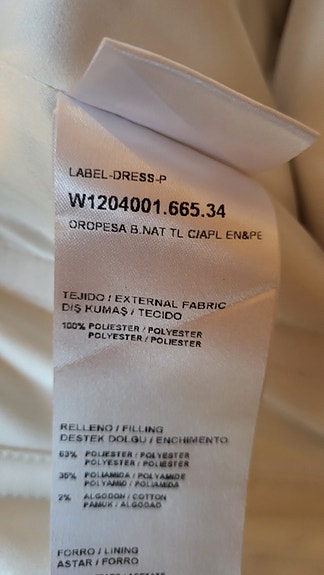 LABEL-DRESS-P
W1204001.665.34
OROPESA B.NAT TL C/APL EN&PE
TEJIDO / EXTERNAL FABRIC
DIŞ KUMAŞ / TECIDO
100% POLIESTER / POLYESTER
POLYESTER / POLIESTER
RELLENO / FILLING
DESTEK DOLGU / ENCHIMENTO
63% POLIESTER / POLYESTER
POLYESTER / POLIESTER
35% POLIAMIDA / POLYAMIDE
POLYAMID / POLIAMIDA
2% ALGODON / COTTON
PAMUK / ALGODAO
FORRO / LINING
ASTAR / FORRO